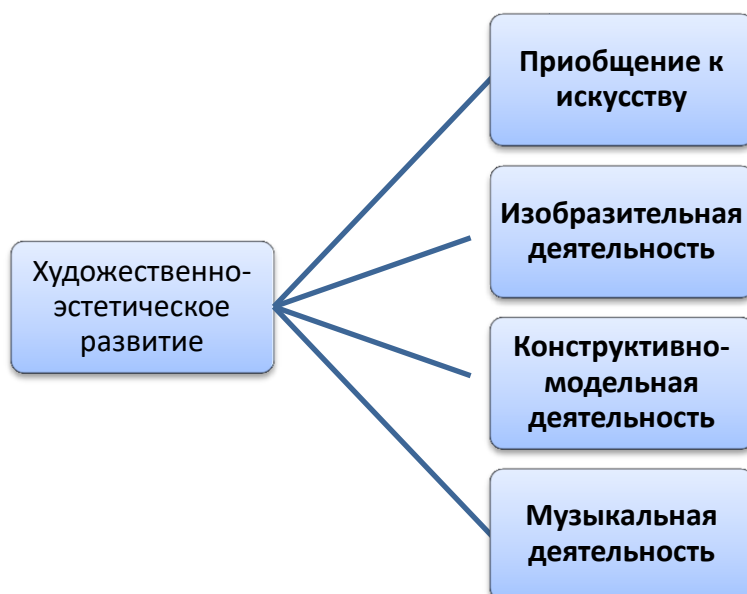 Художественно-
эстетическое
развитие
Приобщение к
искусству
Изобразительная
деятельность
Конструктивно-
модельная
деятельность
Музыкальная
деятельность